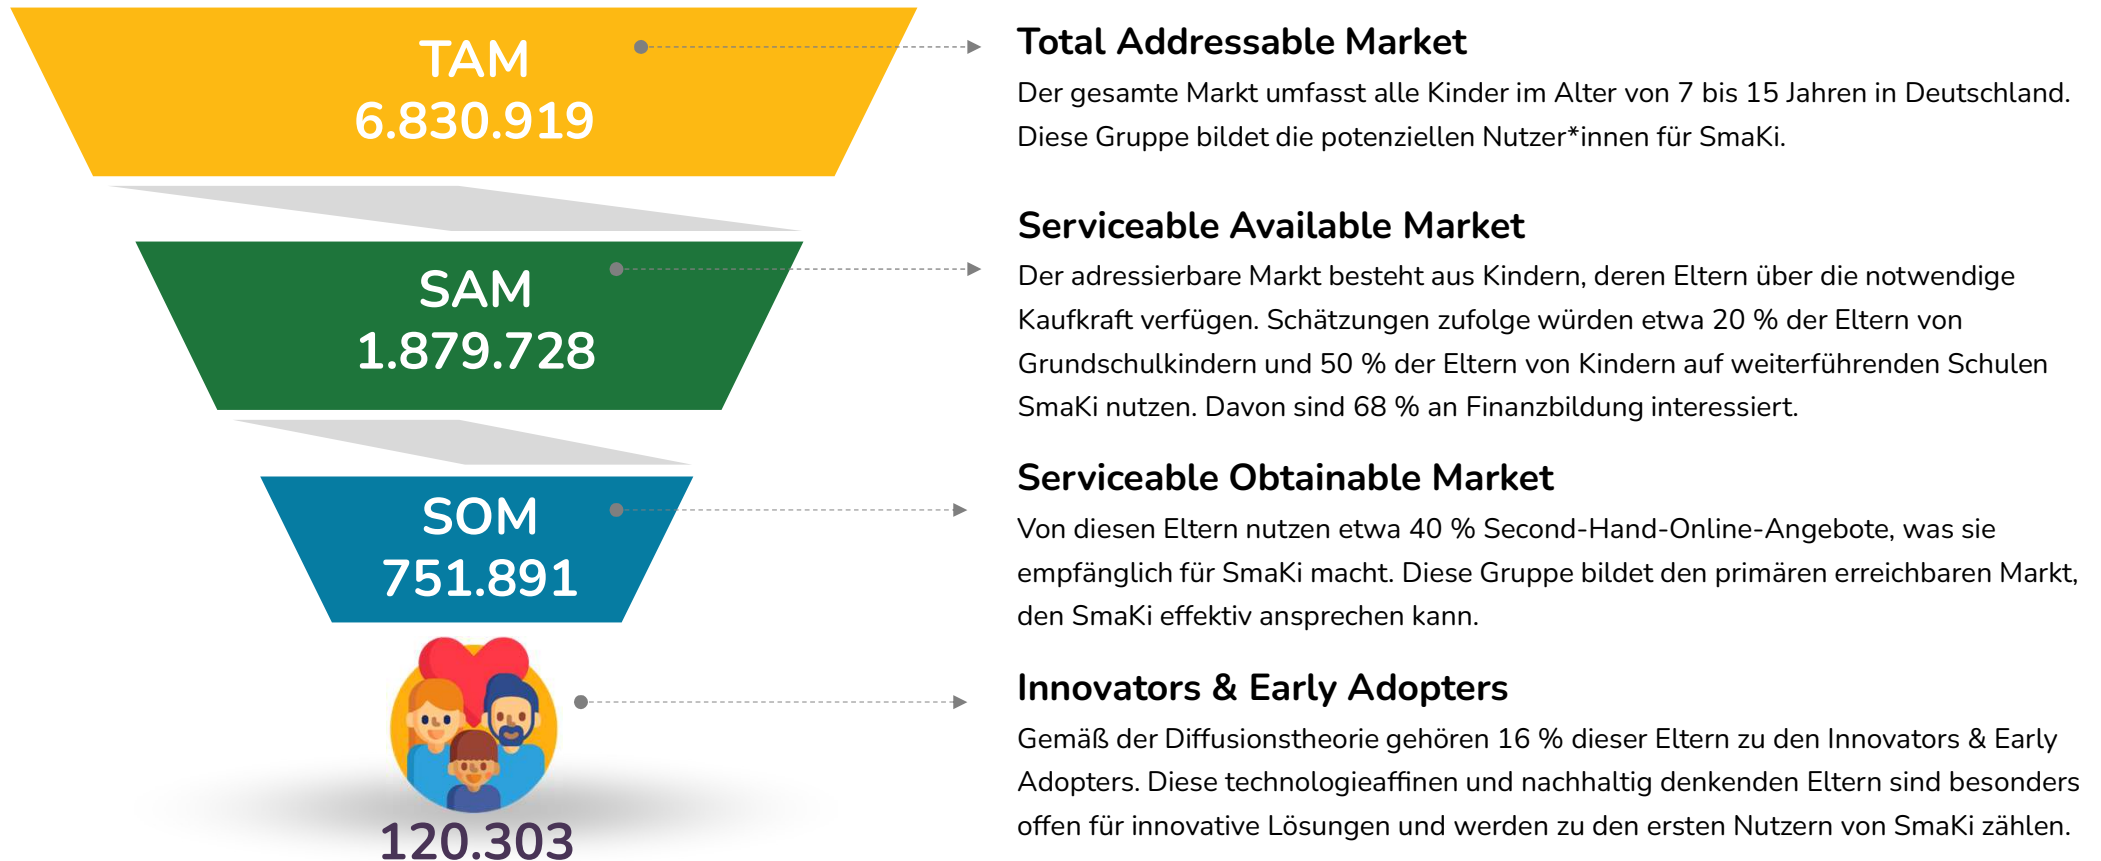 TAM
6.830.919
Total Addressable Market
Der gesamte Markt umfasst alle Kinder im Alter von 7 bis 15 Jahren in Deutschland.
Diese Gruppe bildet die potenziellen Nutzer*innen für SmaKi.
SAM
1.879.728
Serviceable Available Market
Der adressierbare Markt besteht aus Kindern, deren Eltern über die notwendige
Kaufkraft verfügen. Schätzungen zufolge würden etwa 20 % der Eltern von
Grundschulkindern und 50 % der Eltern von Kindern auf weiterführenden Schulen
SmaKi nutzen. Davon sind 68 % an Finanzbildung interessiert.
SOM
751.891
Serviceable Obtainable Market
Von diesen Eltern nutzen etwa 40 % Second-Hand-Online-Angebote, was sie
empfänglich für SmaKi macht. Diese Gruppe bildet den primären erreichbaren Markt,
den SmaKi effektiv ansprechen kann.
120.303
Innovators & Early Adopters
Gemäß der Diffusionstheorie gehören 16 % dieser Eltern zu den Innovators & Early
Adopters. Diese technologieaffinen und nachhaltig denkenden Eltern sind besonders
offen für innovative Lösungen und werden zu den ersten Nutzern von SmaKi zählen.